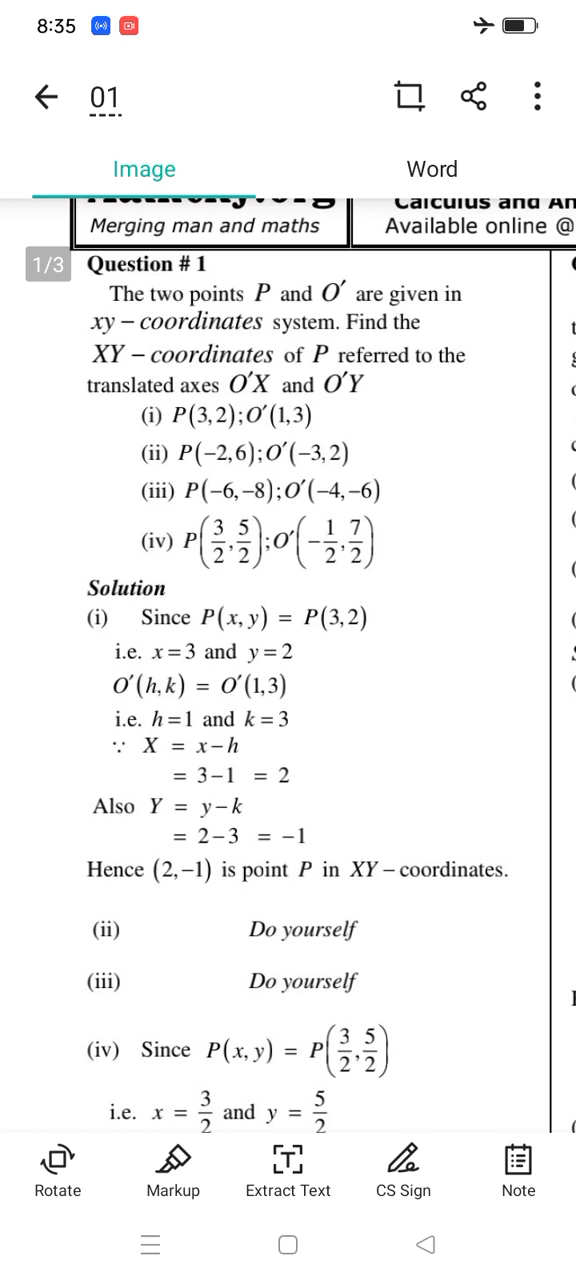 8:35
01
Image
Word
Merging man and maths
Calculus and An
Available online @
1/3
Question # 1
The two points P and O′ are given in
xy – coordinates system. Find the
XY – coordinates of P referred to the
translated axes O′X and O′Y
(i) P(3,2);O′(1,3)
(ii) P(−2,6);O′(−3,2)
(iii) P(−6,−8);O′(−4,−6)
(iv) P(3/2, 5/2);O′(−1/2, 7/2)
Solution
(i) Since P(x, y) = P(3,2)
i.e. x = 3 and y = 2
O′(h,k) = O′(1,3)
i.e. h = 1 and k = 3
∵ X = x − h
= 3 − 1 = 2
Also Y = y − k
= 2 − 3 = −1
Hence (2,−1) is point P in XY – coordinates.
(ii) Do yourself
(iii) Do yourself
(iv) Since P(x, y) = P(3/2, 5/2)
i.e. x = 3/2 and y = 5/2
Rotate
Markup
Extract Text
CS Sign
Note